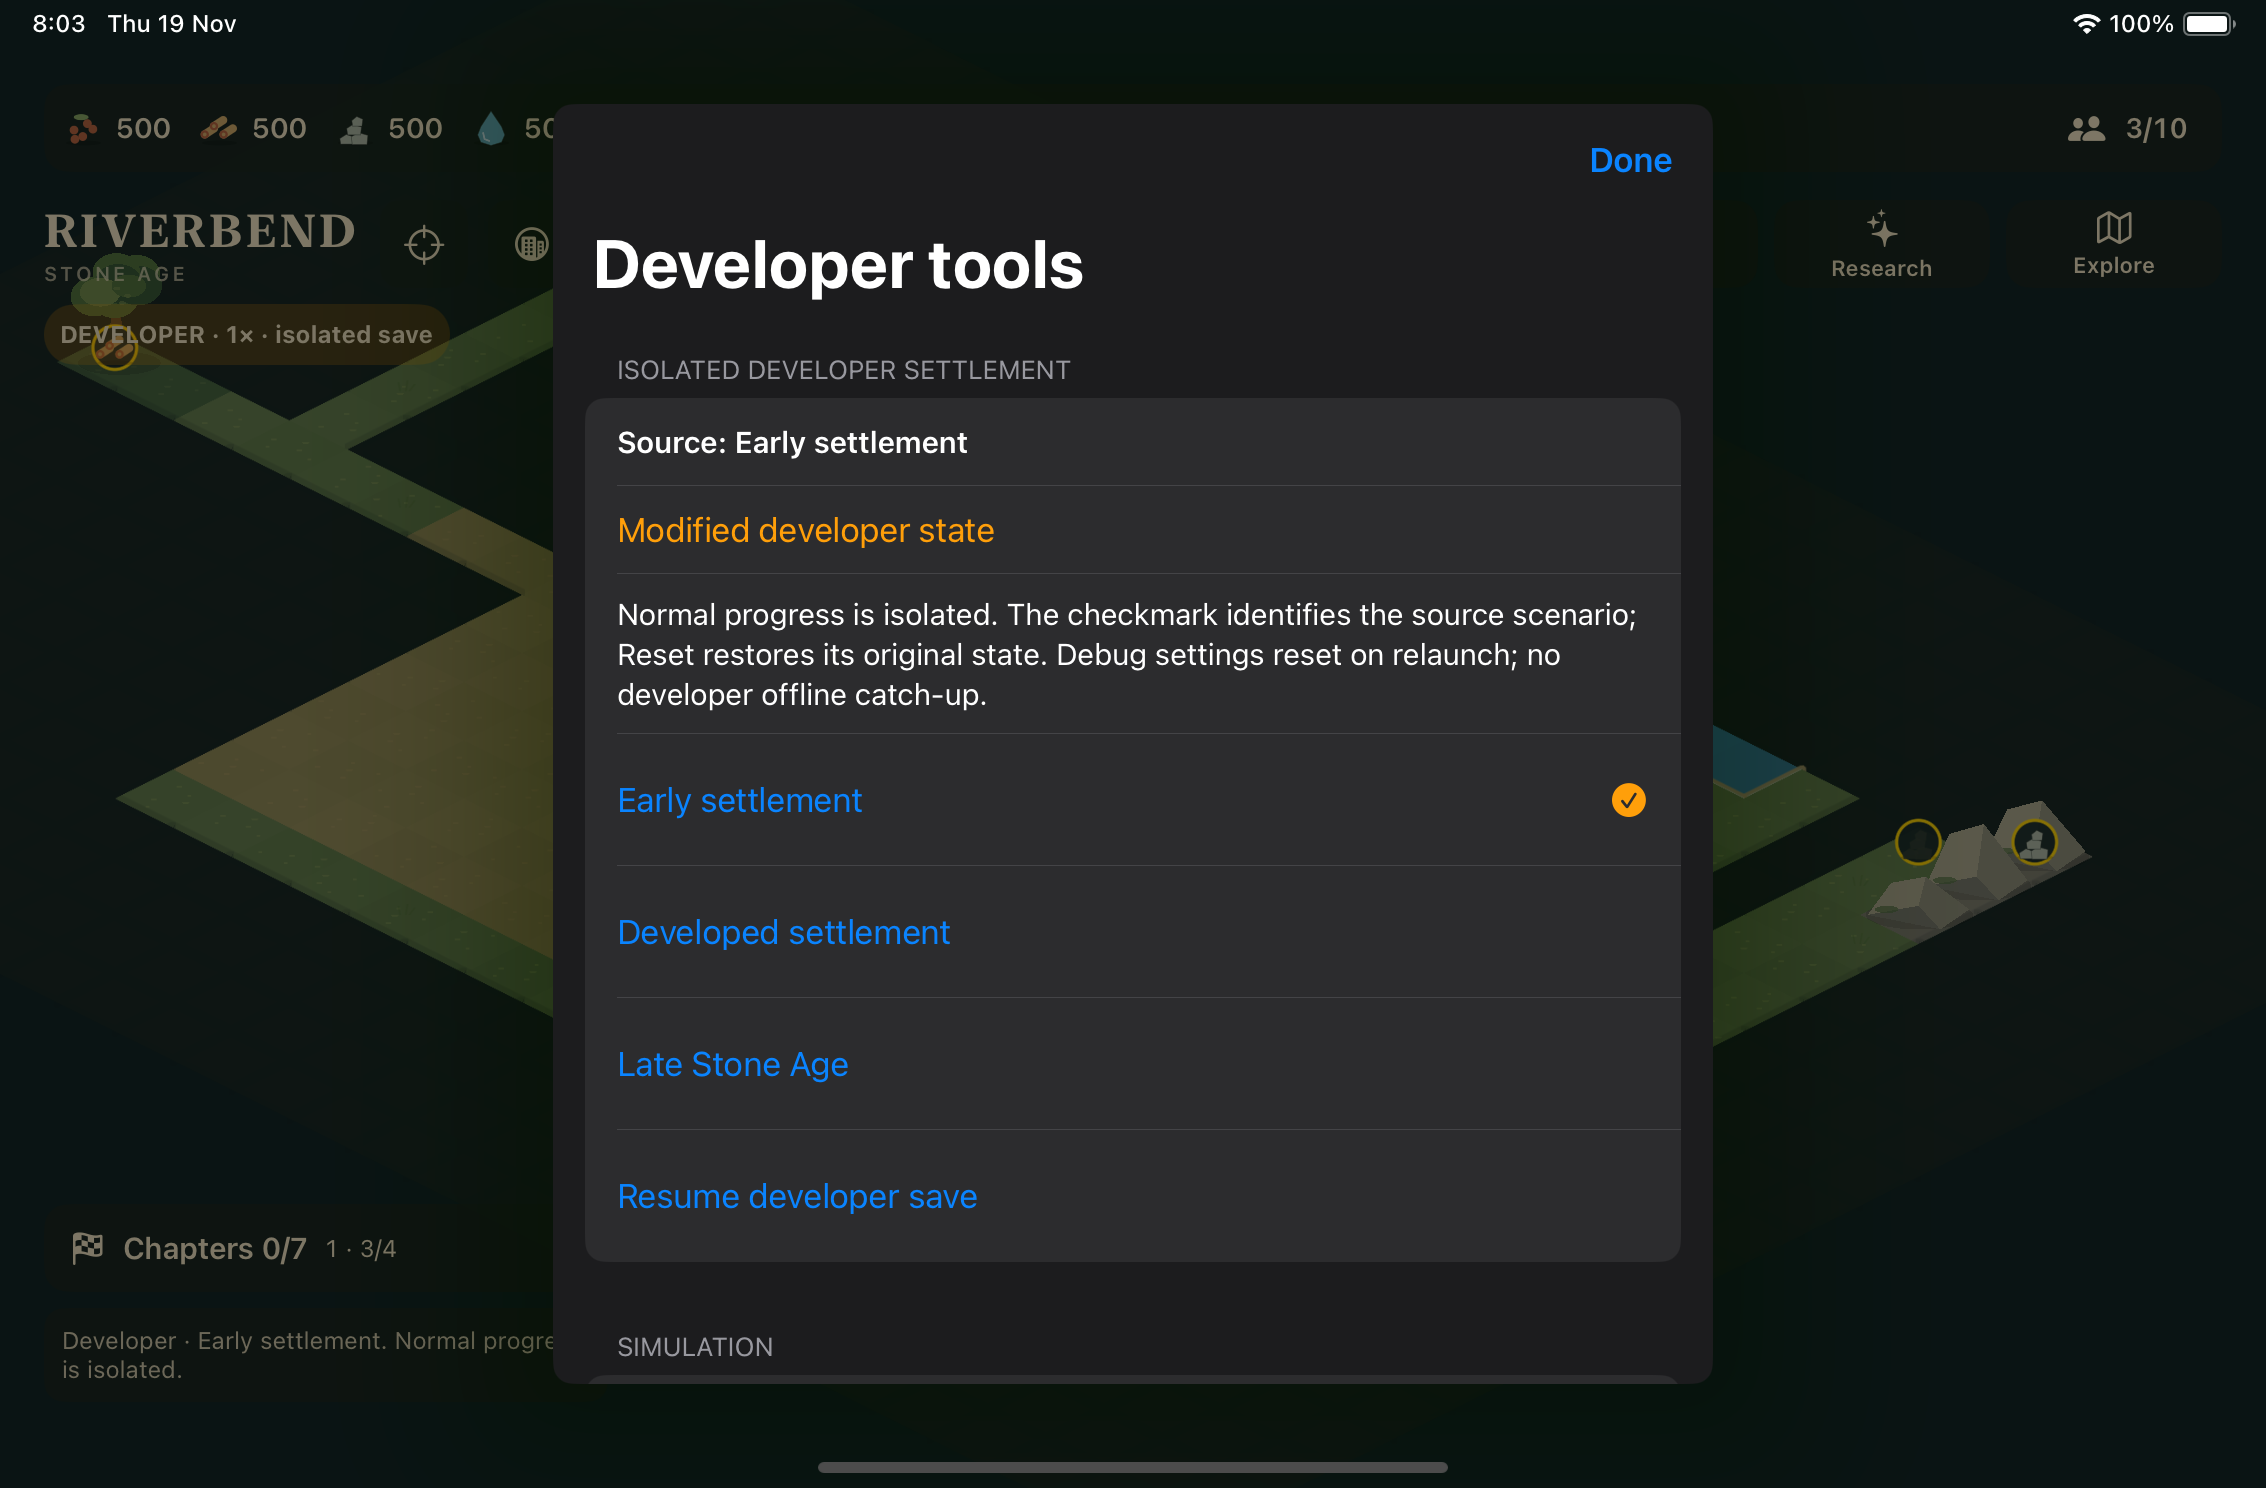 8:03 Thu 19 Nov
100%
500 500 500
3/10
Done
RIVERBEND
STONE AGE
Research
Explore
DEVELOPER · 1× · isolated save
Developer tools
ISOLATED DEVELOPER SETTLEMENT
Source: Early settlement
Modified developer state
Normal progress is isolated. The checkmark identifies the source scenario;
Reset restores its original state. Debug settings reset on relaunch; no
developer offline catch-up.
Early settlement
Developed settlement
Late Stone Age
Resume developer save
SIMULATION
Chapters 0/7 1 · 3/4
Developer · Early settlement. Normal
is isolated.